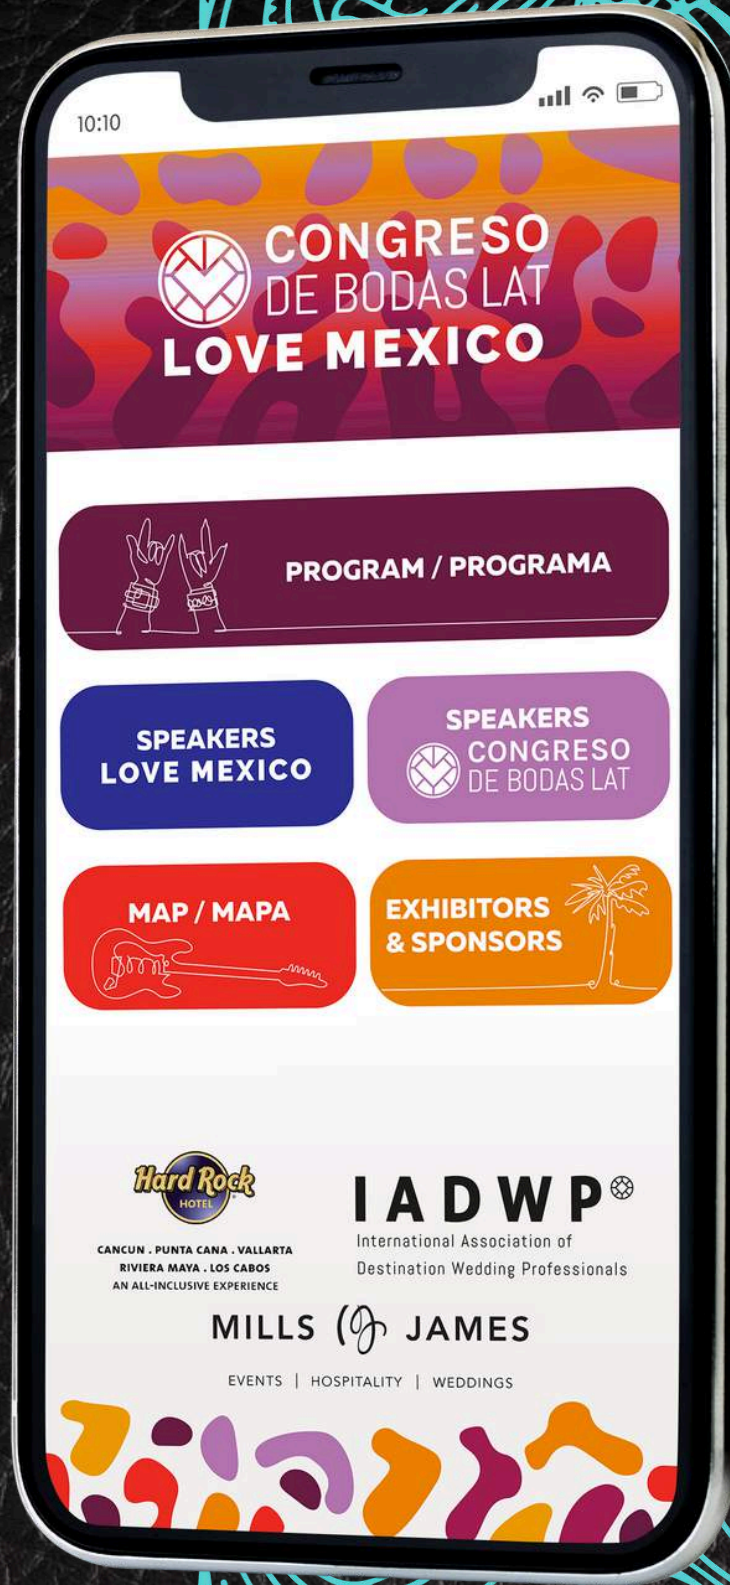 10:10
CONGRESO
DE BODAS LAT
LOVE MEXICO
PROGRAM / PROGRAMA
SPEAKERS
LOVE MEXICO
SPEAKERS
CONGRESO
DE BODAS LAT
MAP / MAPA
EXHIBITORS
& SPONSORS
Hard Rock
HOTEL
CANCUN . PUNTA CANA . VALLARTA
RIVIERA MAYA . LOS CABOS
AN ALL-INCLUSIVE EXPERIENCE
IADWP
International Association of
Destination Wedding Professionals
MILLS JAMES
EVENTS | HOSPITALITY | WEDDINGS